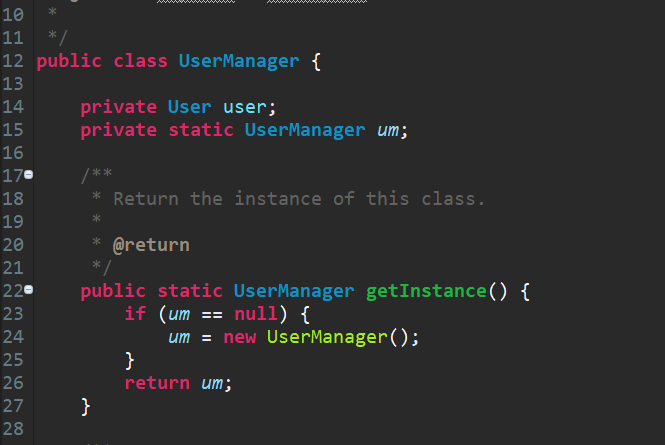 10  *
11  */
12 public class UserManager {
13
14     private User user;
15     private static UserManager um;
16
17     /**
18      * Return the instance of this class.
19      *
20      * @return
21      */
22     public static UserManager getInstance() {
23         if (um == null) {
24             um = new UserManager();
25         }
26         return um;
27     }
28